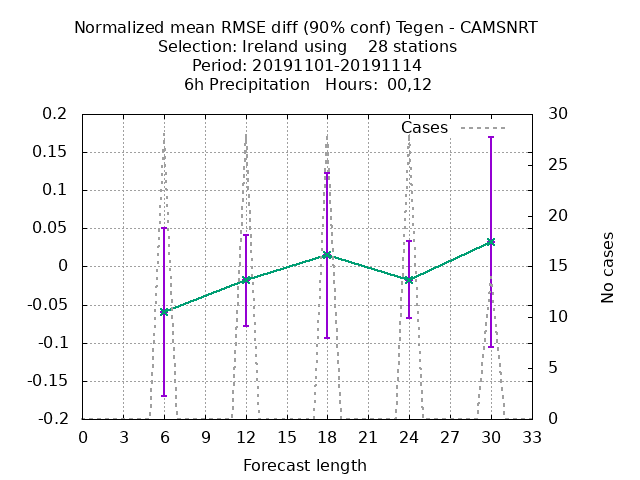 Normalized mean RMSE diff (90% conf) Tegen - CAMSNRT
Selection: Ireland using    28 stations
Period: 20191101-20191114
6h Precipitation   Hours:  00,12
Cases
0.2
0.15
0.1
0.05
0
-0.05
-0.1
-0.15
-0.2
30
25
20
15
10
5
0
No cases
0 3 6 9 12 15 18 21 24 27 30 33
Forecast length